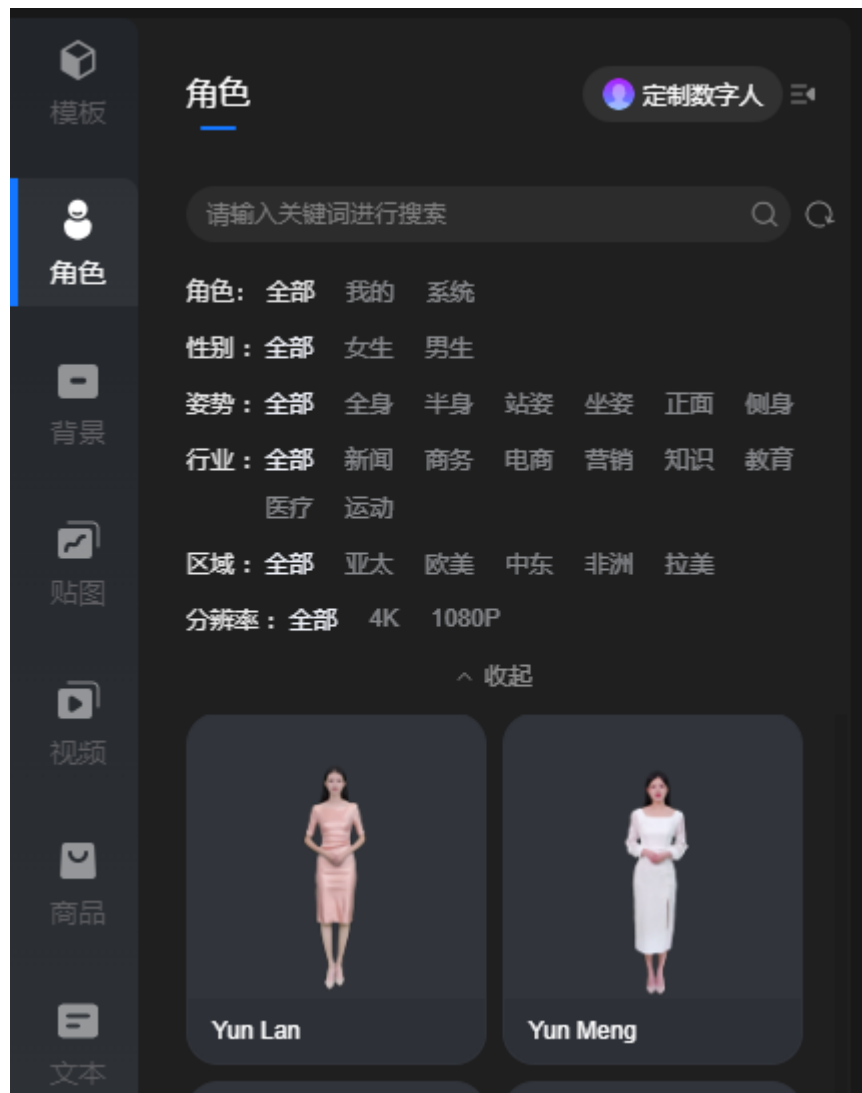 模板
角色
背景
贴图
视频
商品
文本
角色
定制数字人
请输入关键词进行搜索
角色： 全部 我的 系统
性别： 全部 女生 男生
姿势： 全部 全身 半身 站姿 坐姿 正面 侧身
行业： 全部 新闻 商务 电商 营销 知识 教育
医疗 运动
区域： 全部 亚太 欧美 中东 非洲 拉美
分辨率： 全部 4K 1080P
收起
Yun Lan
Yun Meng